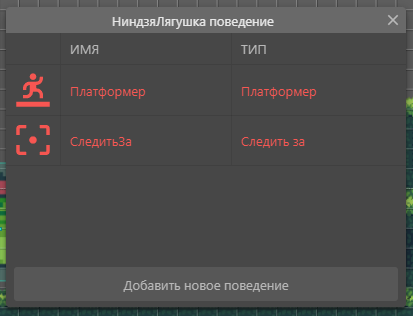 НиндзяЛягушка поведение
ИМЯ ТИП
Платформер Платформер
СледитьЗа Следить за
Добавить новое поведение